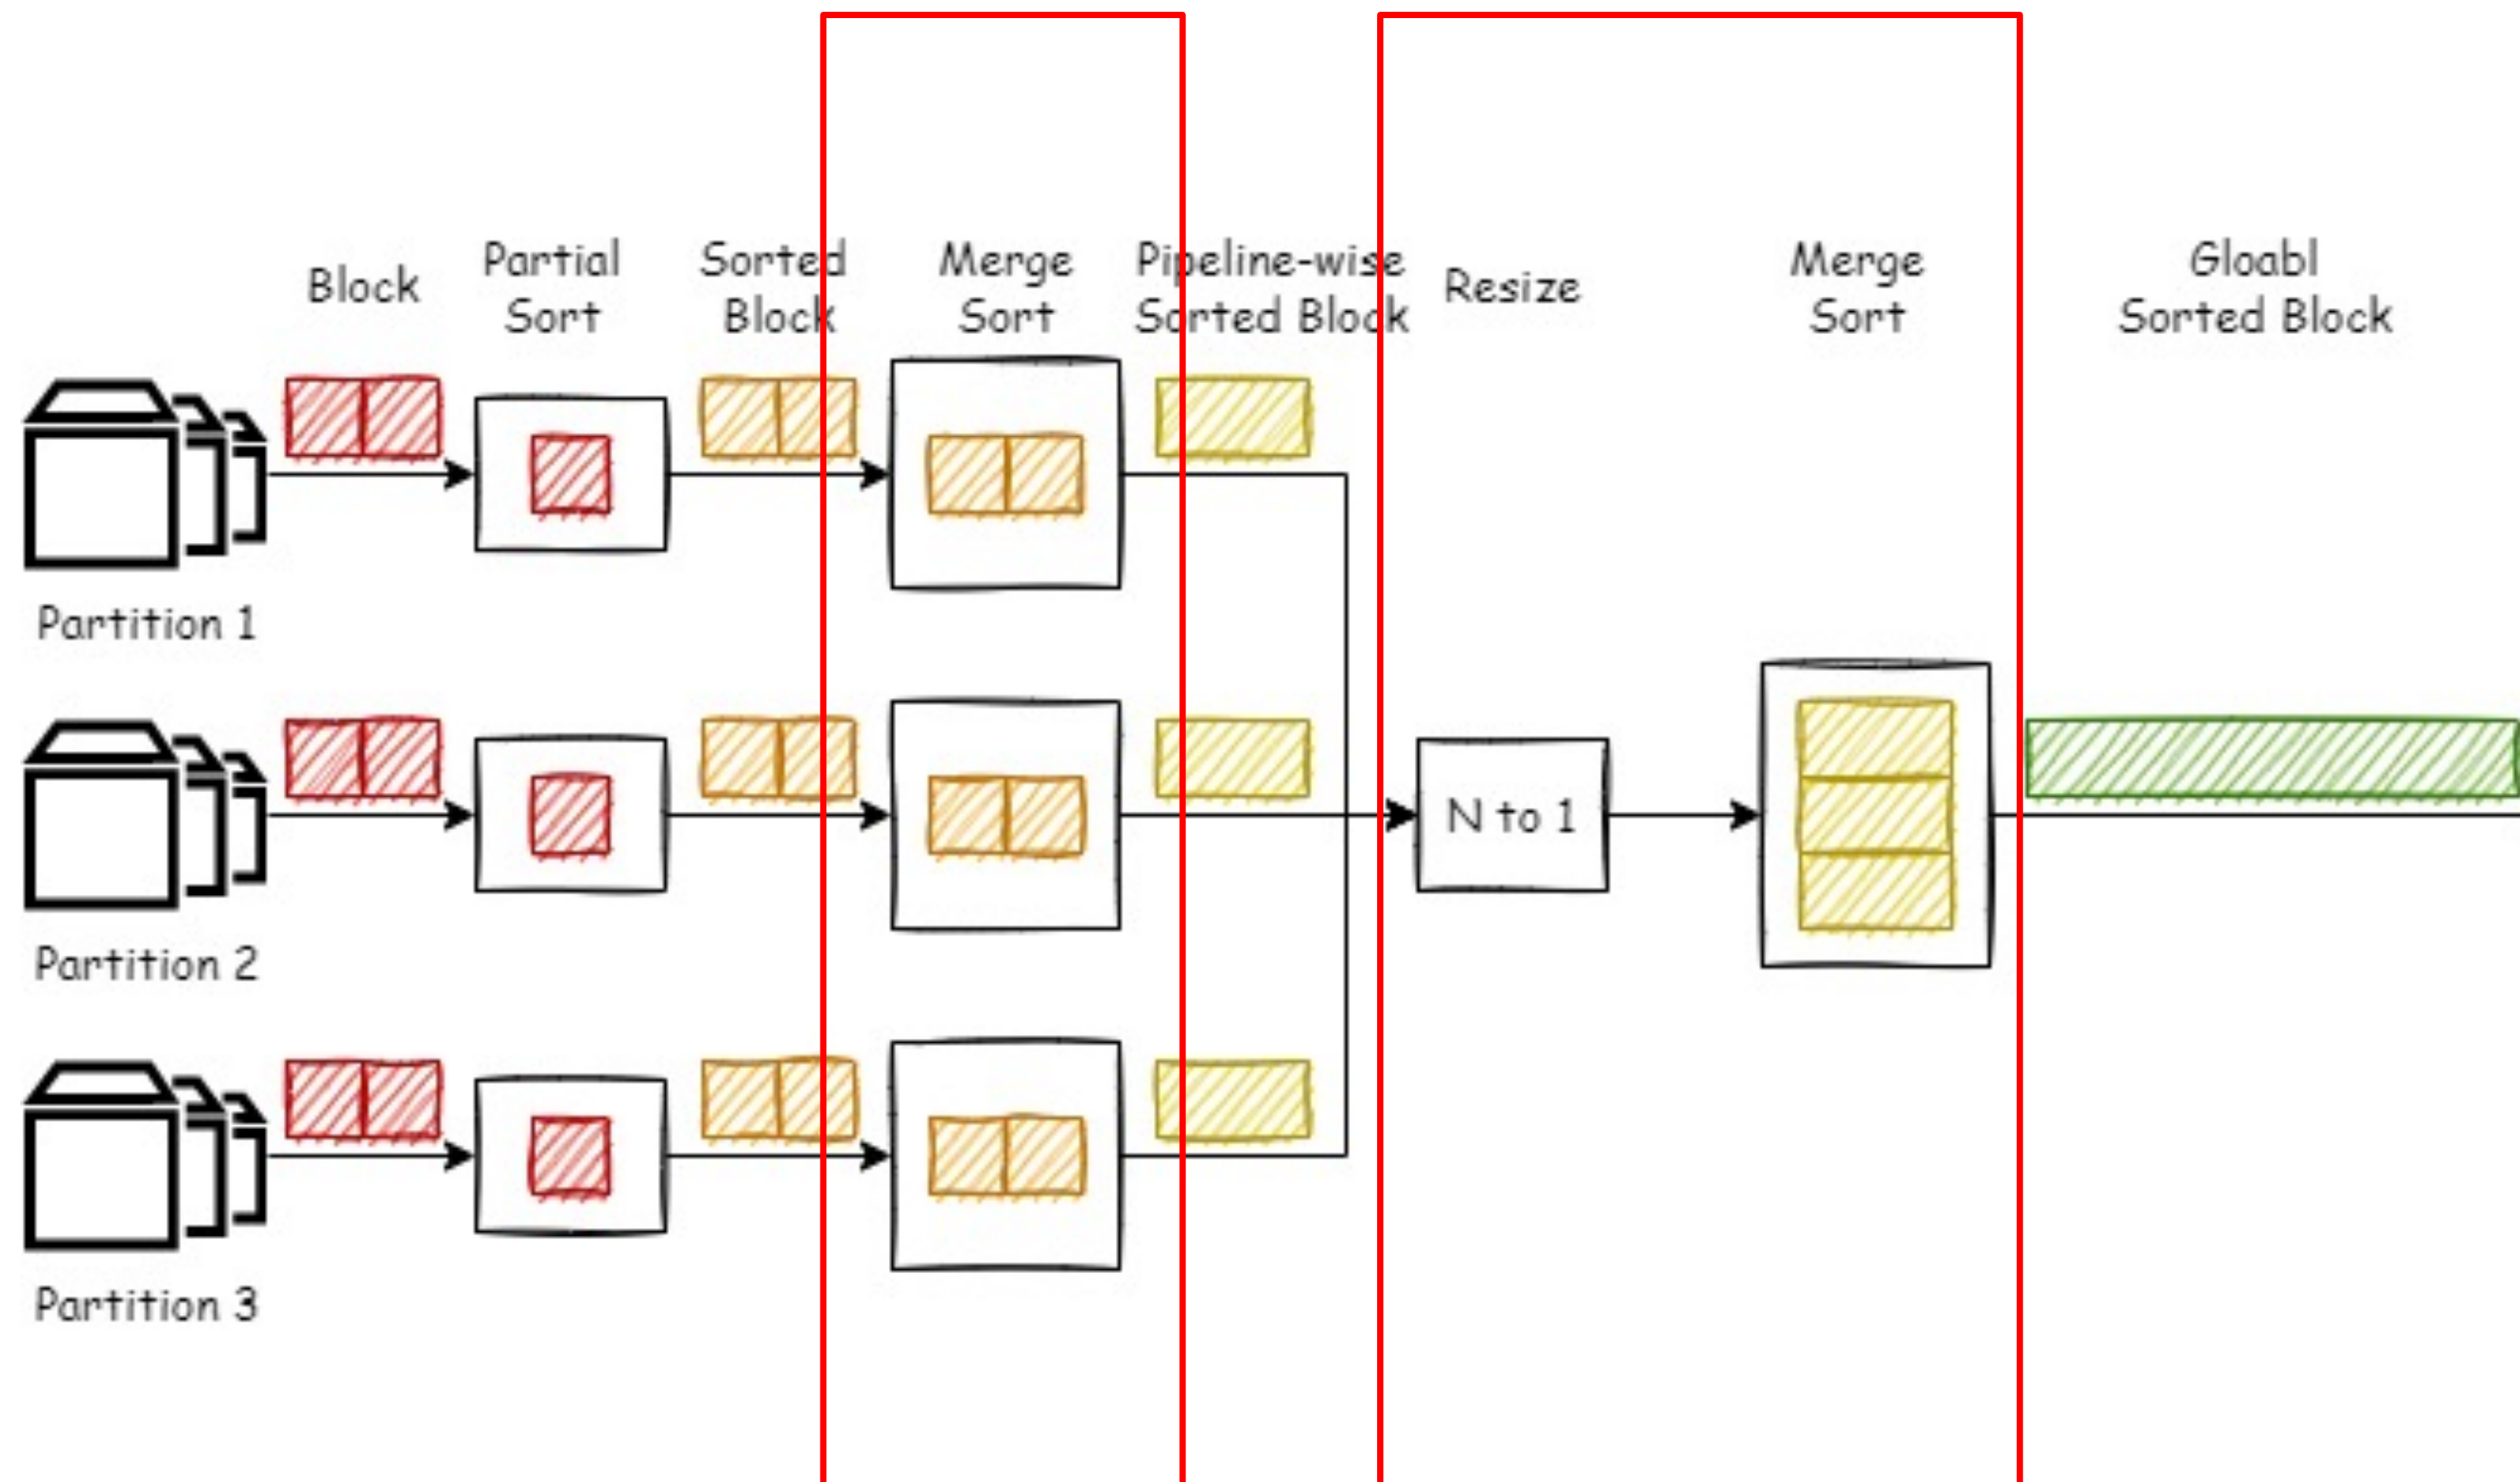 Block
Partial
Sort
Sorted
Block
Merge
Sort
Pipeline-wise
Sorted Block
Resize
Merge
Sort
Gloabl
Sorted Block
Partition 1
N to 1
Partition 2
Partition 3